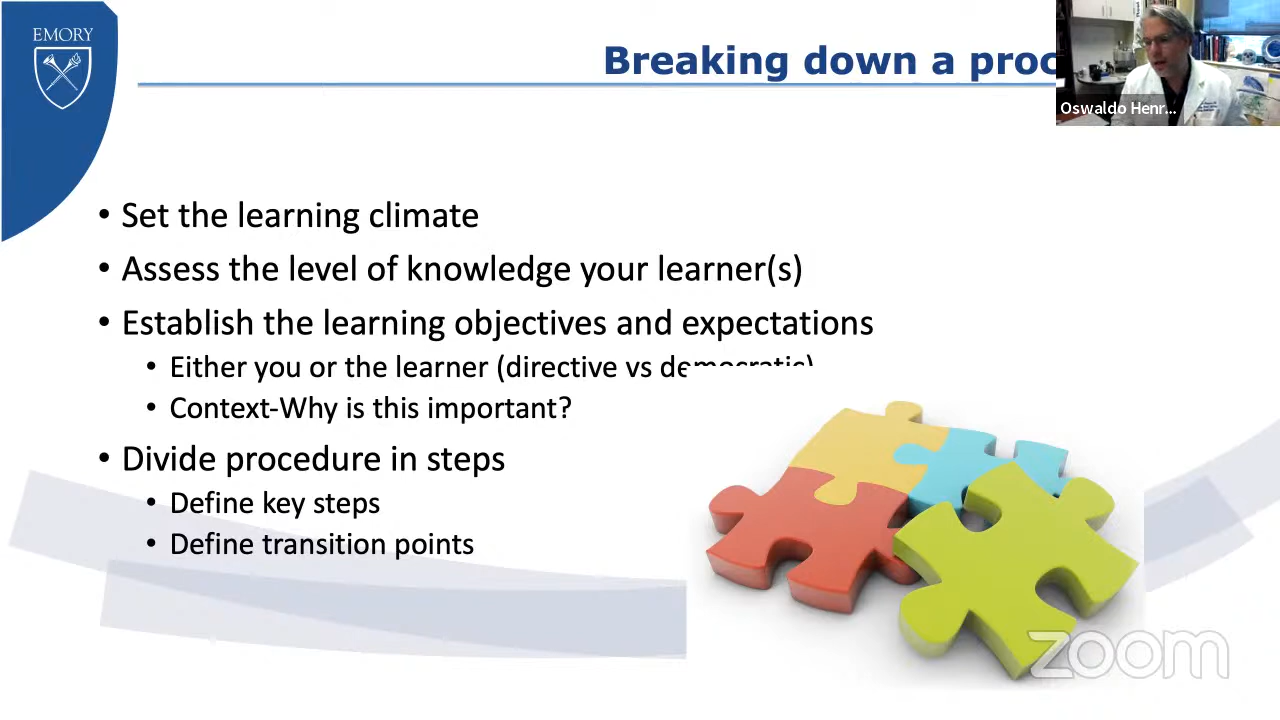 EMORY
Breaking down a proc
Oswaldo Henr...
• Set the learning climate
• Assess the level of knowledge your learner(s)
• Establish the learning objectives and expectations
• Either you or the learner (directive vs democratic)
• Context-Why is this important?
• Divide procedure in steps
• Define key steps
• Define transition points
zoom